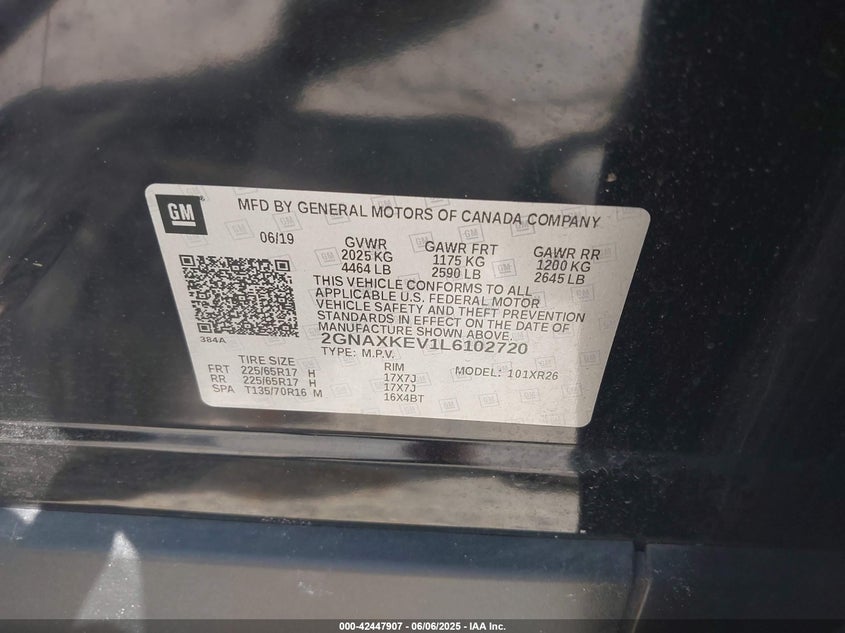 GM
MFD BY GENERAL MOTORS OF CANADA COMPANY
06/19 GVWR GAWR FRT GAWR RR
2025 KG 1175 KG 1200 KG
4464 LB 2590 LB 2645 LB
THIS VEHICLE CONFORMS TO ALL
APPLICABLE U.S. FEDERAL MOTOR
VEHICLE SAFETY AND THEFT PREVENTION
STANDARDS IN EFFECT ON THE DATE OF
MANUFACTURE SHOWN ABOVE.
384A
2GNAXKEV1L6102720
TYPE: M.P.V.
TIRE SIZE RIM MODEL: 101XR26
FRT 225/65R17 H 17X7J
RR 225/65R17 H 17X7J
SPA T135/70R16 M 16X4BT
000-42447907 - 06/06/2025 - IAA Inc.